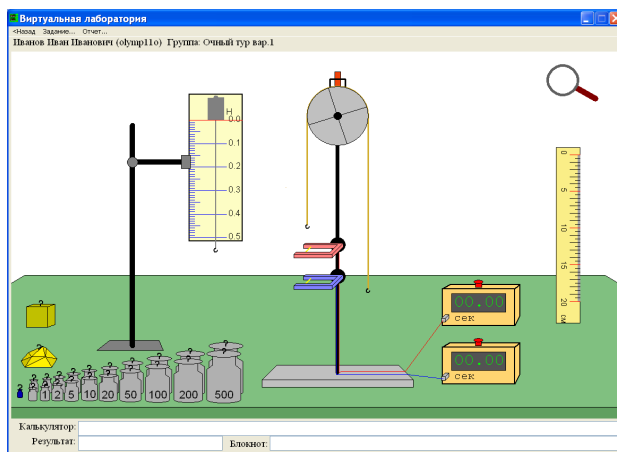 Виртуальная лаборатория
<Назад Задание... Отчет...
Иванов Иван Иванович (olymp11o) Группа: Очный тур вар.1
Н
0.0
0.1
0.2
0.3
0.4
0.5
0
5
10
15
20 см
00.00
сек
00.00
сек
1 2 5 10 20 50 100 200 500
Калькулятор:
Результат: Блокнот: